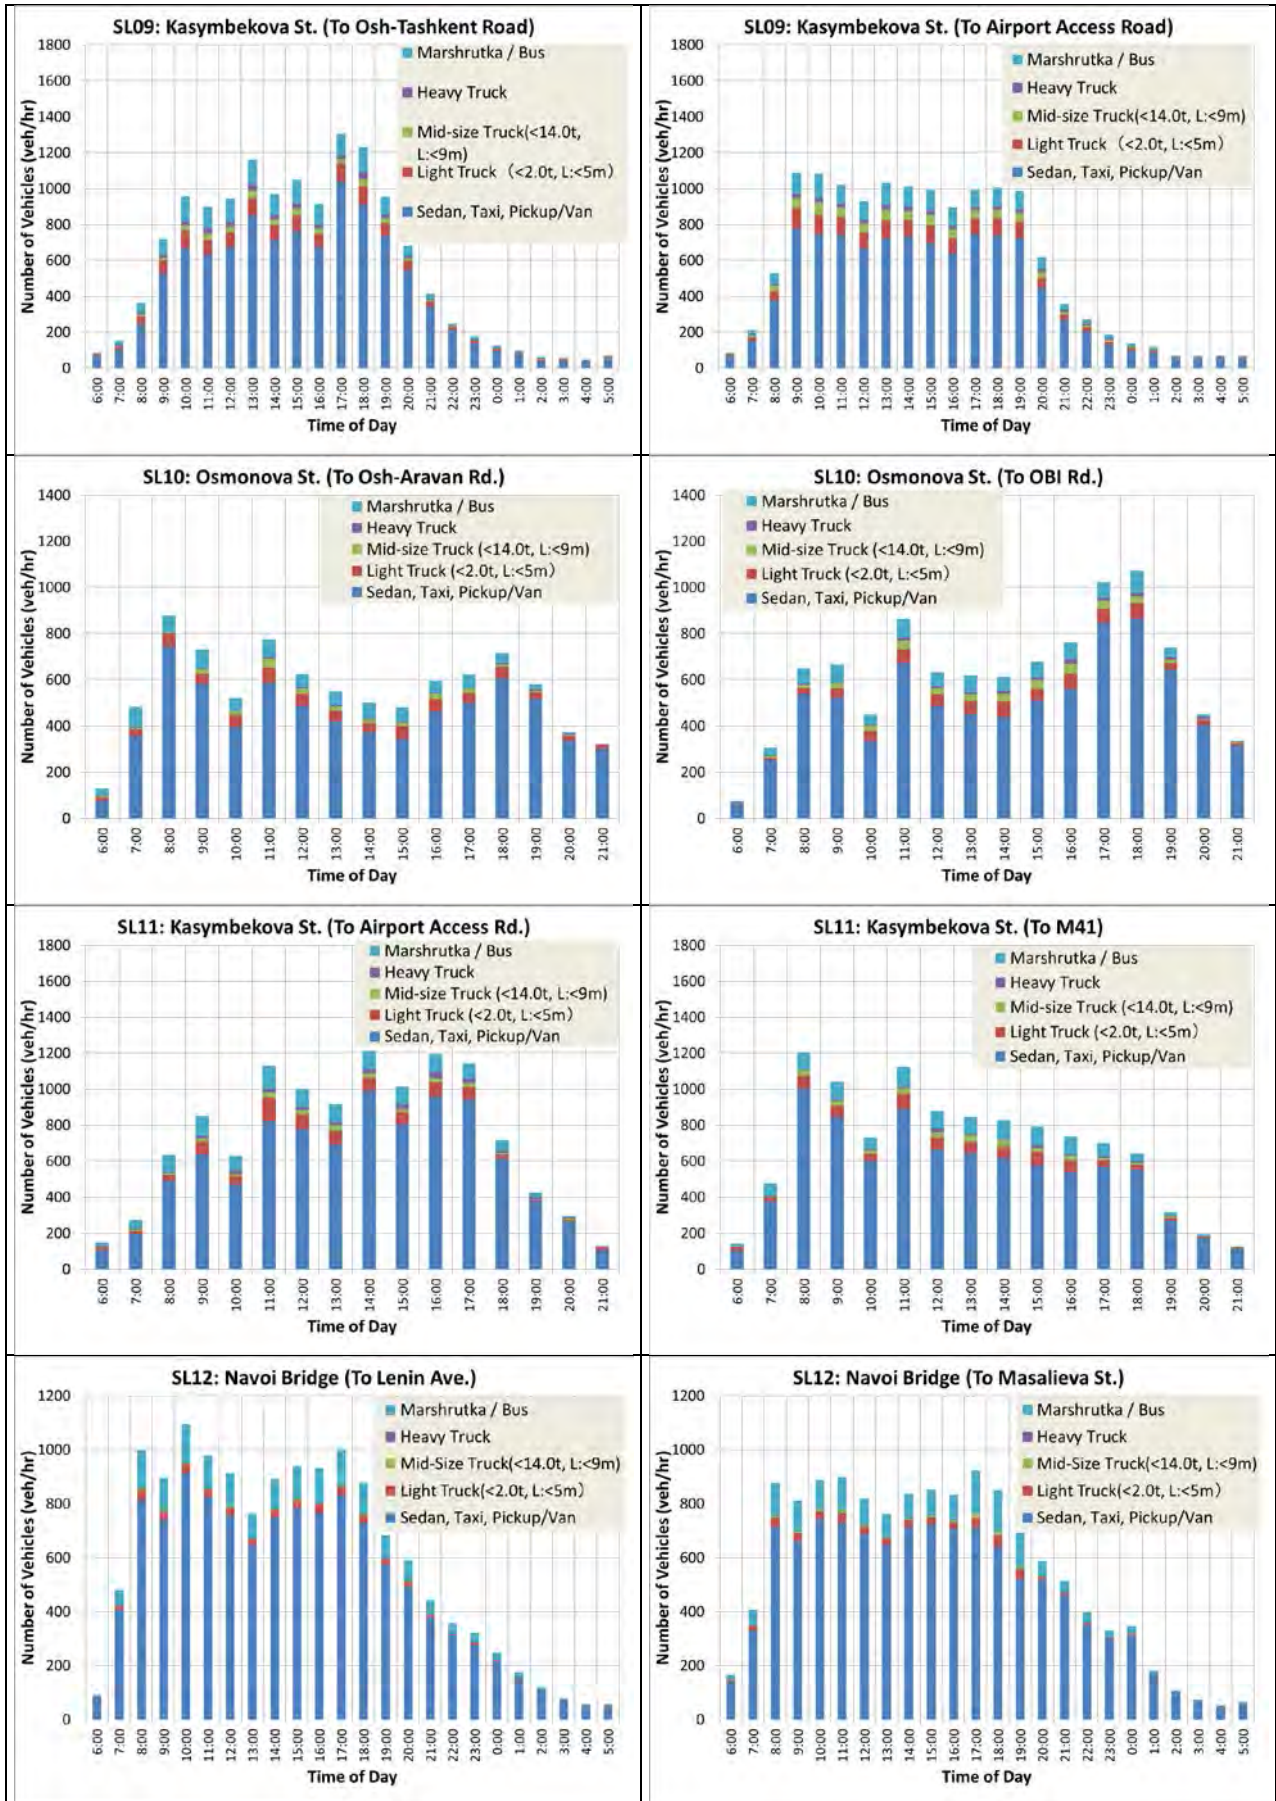 SL09: Kasymbekova St. (To Osh-Tashkent Road)
Number of Vehicles (veh/hr)
1800
1600
1400
1200
1000
800
600
400
200
0
Marshrutka / Bus
Heavy Truck
Mid-size Truck(<14.0t,
L:<9m)
Light Truck（<2.0t, L:<5m）
Sedan, Taxi, Pickup/Van
6:00 7:00 8:00 9:00 10:00 11:00 12:00 13:00 14:00 15:00 16:00 17:00 18:00 19:00 20:00 21:00 22:00 23:00 0:00 1:00 2:00 3:00 4:00 5:00
Time of Day
SL09: Kasymbekova St. (To Airport Access Road)
Number of Vehicles (veh/hr)
1800
1600
1400
1200
1000
800
600
400
200
0
Marshrutka / Bus
Heavy Truck
Mid-size Truck(<14.0t, L:<9m)
Light Truck（<2.0t, L:<5m）
Sedan, Taxi, Pickup/Van
6:00 7:00 8:00 9:00 10:00 11:00 12:00 13:00 14:00 15:00 16:00 17:00 18:00 19:00 20:00 21:00 22:00 23:00 0:00 1:00 2:00 3:00 4:00 5:00
Time of Day
SL10: Osmonova St. (To Osh-Aravan Rd.)
Number of Vehicles (veh/hr)
1400
1200
1000
800
600
400
200
0
Marshrutka / Bus
Heavy Truck
Mid-size Truck (<14.0t, L:<9m)
Light Truck (<2.0t, L:<5m）
Sedan, Taxi, Pickup/Van
6:00 7:00 8:00 9:00 10:00 11:00 12:00 13:00 14:00 15:00 16:00 17:00 18:00 19:00 20:00 21:00
Time of Day
SL10: Osmonova St. (To OBI Rd.)
Number of Vehicles (veh/hr)
1400
1200
1000
800
600
400
200
0
Marshrutka / Bus
Heavy Truck
Mid-size Truck (<14.0t, L:<9m)
Light Truck (<2.0t, L:<5m）
Sedan, Taxi, Pickup/Van
6:00 7:00 8:00 9:00 10:00 11:00 12:00 13:00 14:00 15:00 16:00 17:00 18:00 19:00 20:00 21:00
Time of Day
SL11: Kasymbekova St. (To Airport Access Rd.)
Number of Vehicles (veh/hr)
1800
1600
1400
1200
1000
800
600
400
200
0
Marshrutka / Bus
Heavy Truck
Mid-size Truck (<14.0t, L:<9m)
Light Truck (<2.0t, L:<5m）
Sedan, Taxi, Pickup/Van
6:00 7:00 8:00 9:00 10:00 11:00 12:00 13:00 14:00 15:00 16:00 17:00 18:00 19:00 20:00 21:00
Time of Day
SL11: Kasymbekova St. (To M41)
Number of Vehicles (veh/hr)
1800
1600
1400
1200
1000
800
600
400
200
0
Marshrutka / Bus
Heavy Truck
Mid-size Truck (<14.0t, L:<9m)
Light Truck (<2.0t, L:<5m）
Sedan, Taxi, Pickup/Van
6:00 7:00 8:00 9:00 10:00 11:00 12:00 13:00 14:00 15:00 16:00 17:00 18:00 19:00 20:00 21:00
Time of Day
SL12: Navoi Bridge (To Lenin Ave.)
Number of Vehicles (veh/hr)
1200
1000
800
600
400
200
0
Marshrutka / Bus
Heavy Truck
Mid-Size Truck(<14.0t, L:<9m)
Light Truck(<2.0t, L:<5m）
Sedan, Taxi, Pickup/Van
6:00 7:00 8:00 9:00 10:00 11:00 12:00 13:00 14:00 15:00 16:00 17:00 18:00 19:00 20:00 21:00 22:00 23:00 0:00 1:00 2:00 3:00 4:00 5:00
Time of Day
SL12: Navoi Bridge (To Masalieva St.)
Number of Vehicles (veh/hr)
1200
1000
800
600
400
200
0
Marshrutka / Bus
Heavy Truck
Mid-Size Truck(<14.0t, L:<9m)
Light Truck(<2.0t, L:<5m）
Sedan, Taxi, Pickup/Van
6:00 7:00 8:00 9:00 10:00 11:00 12:00 13:00 14:00 15:00 16:00 17:00 18:00 19:00 20:00 21:00 22:00 23:00 0:00 1:00 2:00 3:00 4:00 5:00
Time of Day